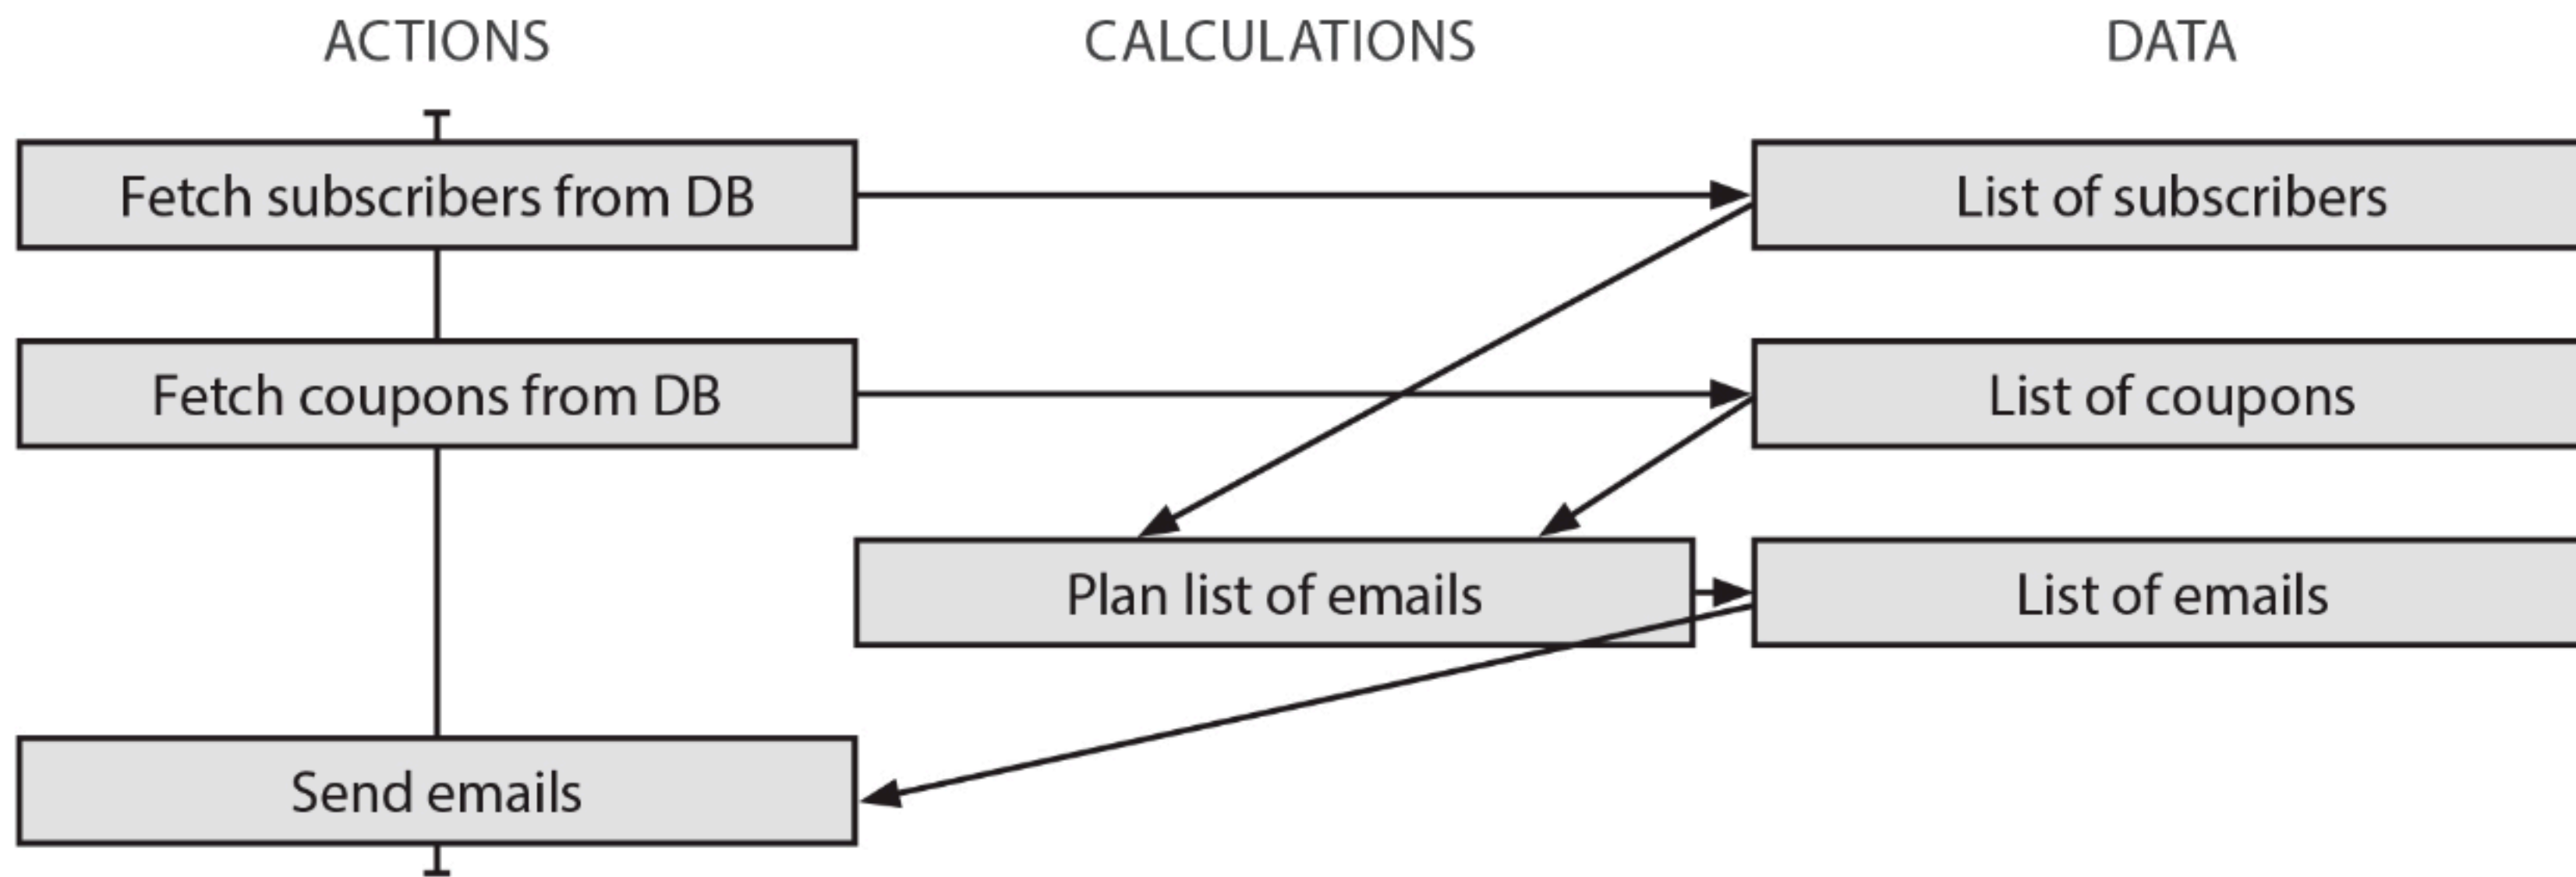 ACTIONS CALCULATIONS DATA
Fetch subscribers from DB List of subscribers
Fetch coupons from DB List of coupons
Plan list of emails List of emails
Send emails